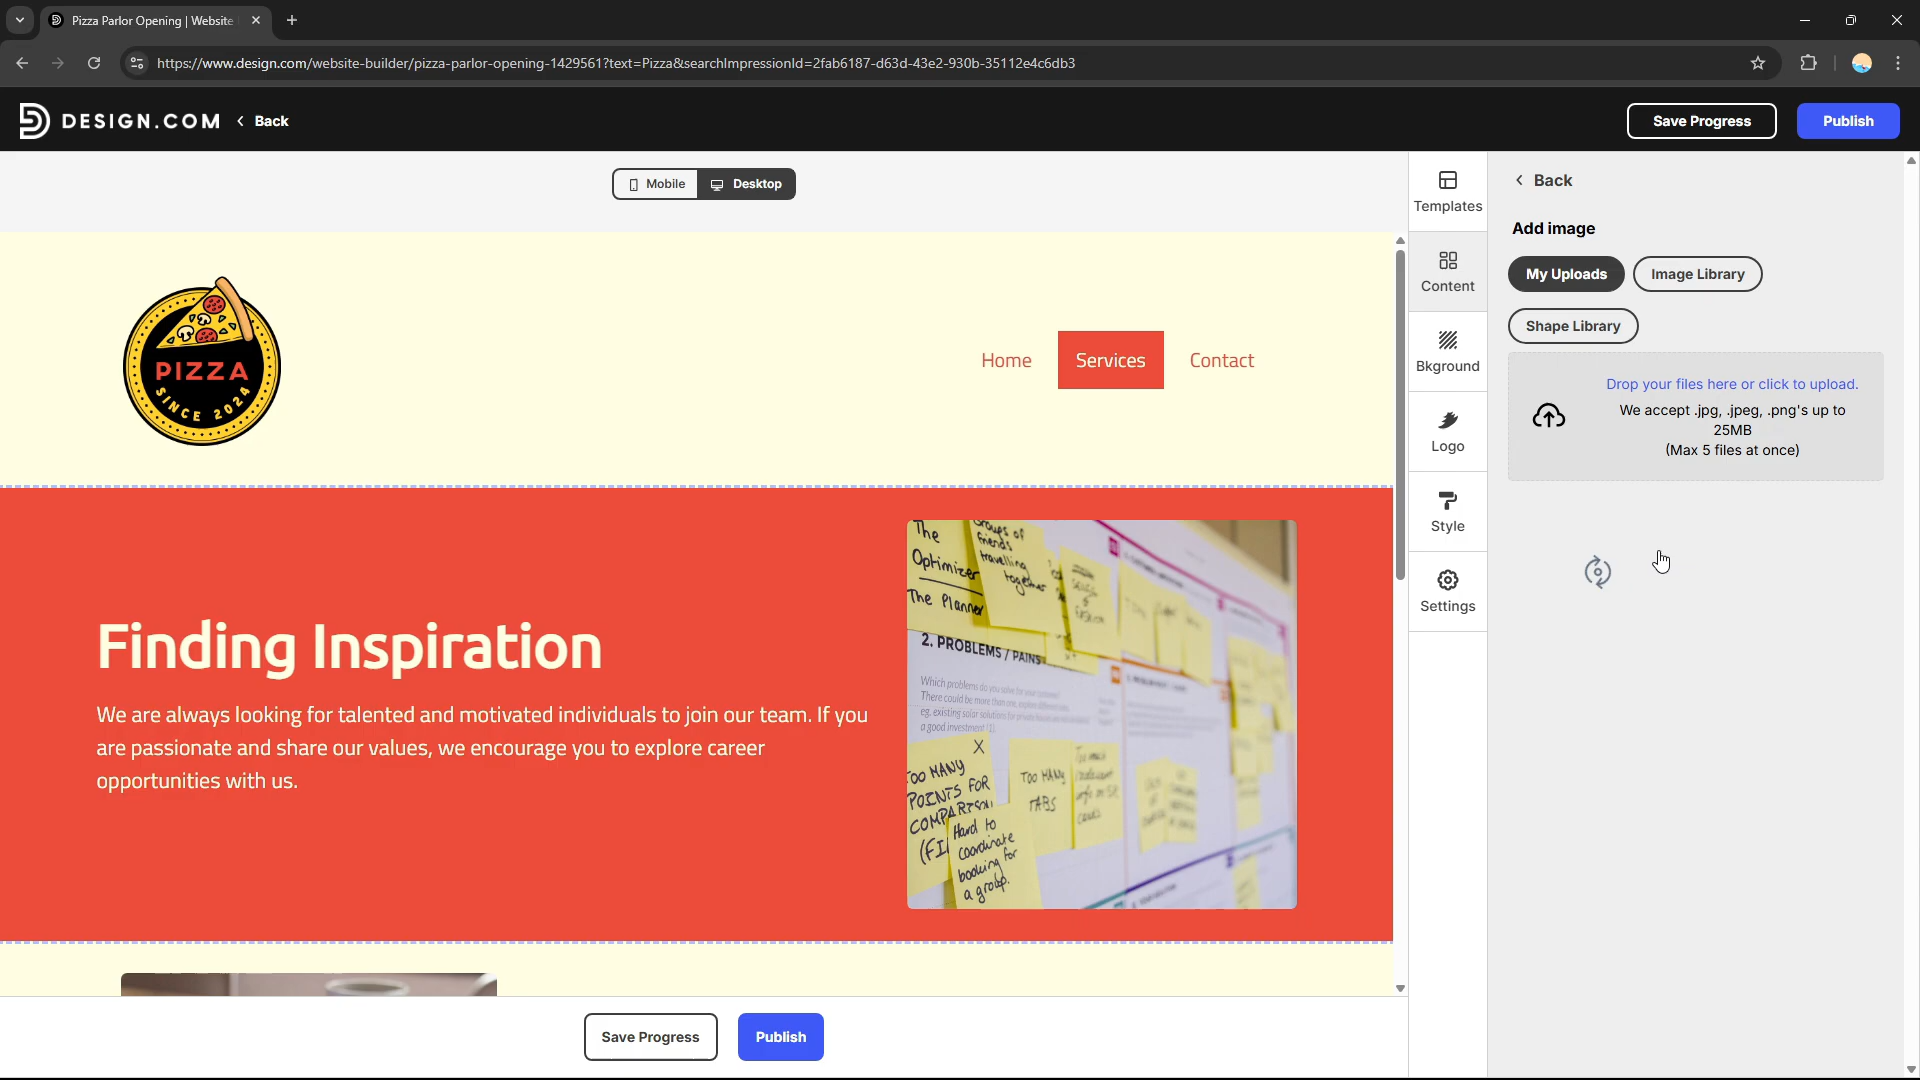 Pizza Parlor Opening | Website
https://www.design.com/website-builder/pizza-parlor-opening-1429561?text=Pizza&searchImpressionId=2fab6187-d63d-43e2-930b-35112e4c6db3
DESIGN.COM
Back
Save Progress
Publish
Mobile
Desktop
PIZZA
SINCE 2024
Home
Services
Contact
Finding Inspiration
We are always looking for talented and motivated individuals to join our team. If you
are passionate and share our values, we encourage you to explore career
opportunities with us.
The
Optimizer
The Planner
Groups of
friends
travelling
together
2. PROBLEMS / PAINS
Which problems do you solve for your customer?
There could be more than one, explore different sides,
eg. existing solar solutions for private houses
a good investment (1).
X
TOO MANY
POINTS FOR
COMPARISON
Hard to
coordinate
booking for
a group.
TOO MANY
TABS
Save Progress
Publish
Templates
Content
Bkground
Logo
Style
Settings
Back
Add image
My Uploads
Image Library
Shape Library
Drop your files here or click to upload.
We accept .jpg, .jpeg, .png's up to
25MB
(Max 5 files at once)